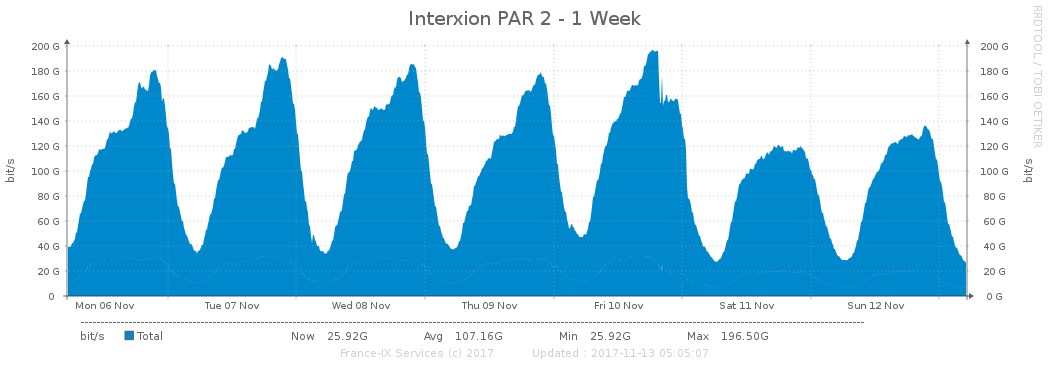 Interxion PAR 2 - 1 Week
RRDTOOL / TOBI OETIKER
200 G 200 G
180 G 180 G
160 G 160 G
140 G 140 G
120 G 120 G
100 G 100 G
80 G 80 G
60 G 60 G
40 G 40 G
20 G 20 G
0 0 G
bit/s
bit/s
Mon 06 Nov Tue 07 Nov Wed 08 Nov Thu 09 Nov Fri 10 Nov Sat 11 Nov Sun 12 Nov
bit/s Total Now 25.92G Avg 107.16G Min 25.92G Max 196.50G
France-IX Services (c) 2017 Updated : 2017-11-13 05:05:07